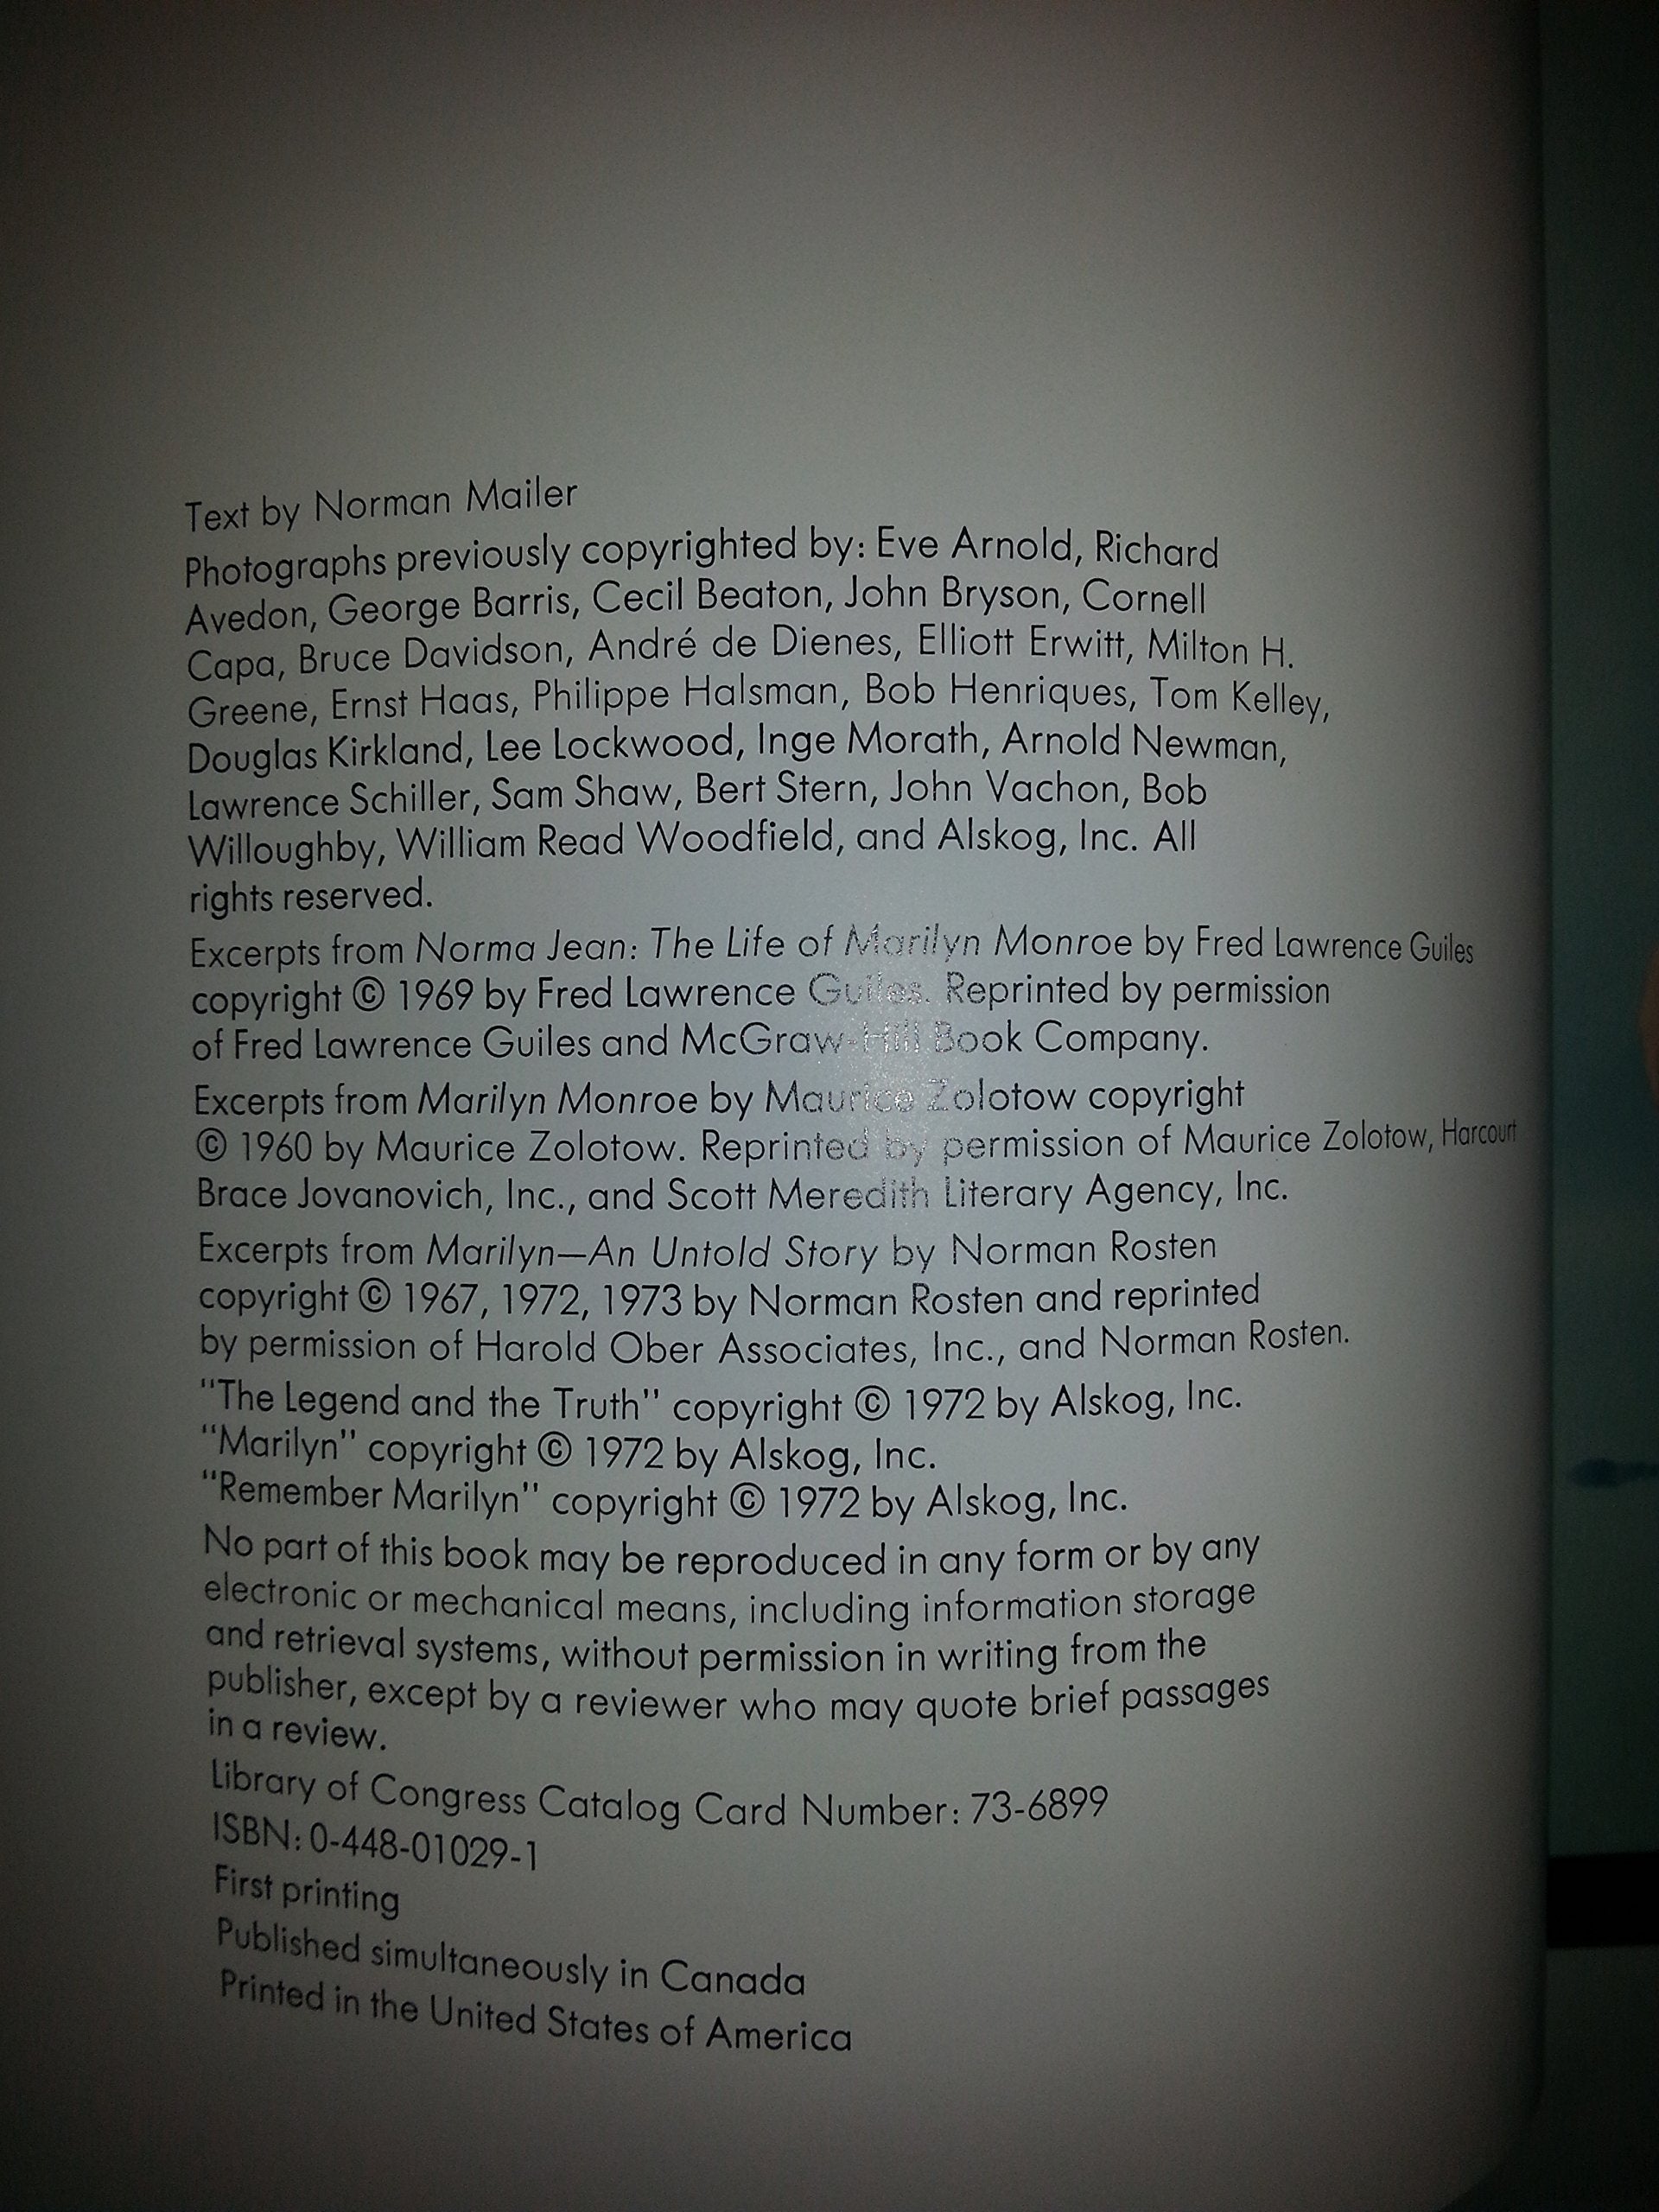 Text by Norman Mailer
Photographs previously copyrighted by: Eve Arnold, Richard
Avedon, George Barris, Cecil Beaton, John Bryson, Cornell
Capa, Bruce Davidson, André de Dienes, Elliott Erwitt, Milton H.
Greene, Ernst Haas, Philippe Halsman, Bob Henriques, Tom Kelley,
Douglas Kirkland, Lee Lockwood, Inge Morath, Arnold Newman,
Lawrence Schiller, Sam Shaw, Bert Stern, John Vachon, Bob
Willoughby, William Read Woodfield, and Alskog, Inc. All
rights reserved.
Excerpts from Norma Jean: The Life of Marilyn Monroe by Fred Lawrence Guiles
copyright © 1969 by Fred Lawrence Guiles. Reprinted by permission
of Fred Lawrence Guiles and McGraw-Hill Book Company.
Excerpts from Marilyn Monroe by Maurice Zolotow copyright
© 1960 by Maurice Zolotow. Reprinted by permission of Maurice Zolotow, Harcourt
Brace Jovanovich, Inc., and Scott Meredith Literary Agency, Inc.
Excerpts from Marilyn—An Untold Story by Norman Rosten
copyright © 1967, 1972, 1973 by Norman Rosten and reprinted
by permission of Harold Ober Associates, Inc., and Norman Rosten.
"The Legend and the Truth" copyright © 1972 by Alskog, Inc.
"Marilyn" copyright © 1972 by Alskog, Inc.
"Remember Marilyn" copyright © 1972 by Alskog, Inc.
No part of this book may be reproduced in any form or by any
electronic or mechanical means, including information storage
and retrieval systems, without permission in writing from the
publisher, except by a reviewer who may quote brief passages
in a review.
Library of Congress Catalog Card Number: 73-6899
ISBN: 0-448-01029-1
First printing
Published simultaneously in Canada
Printed in the United States of America